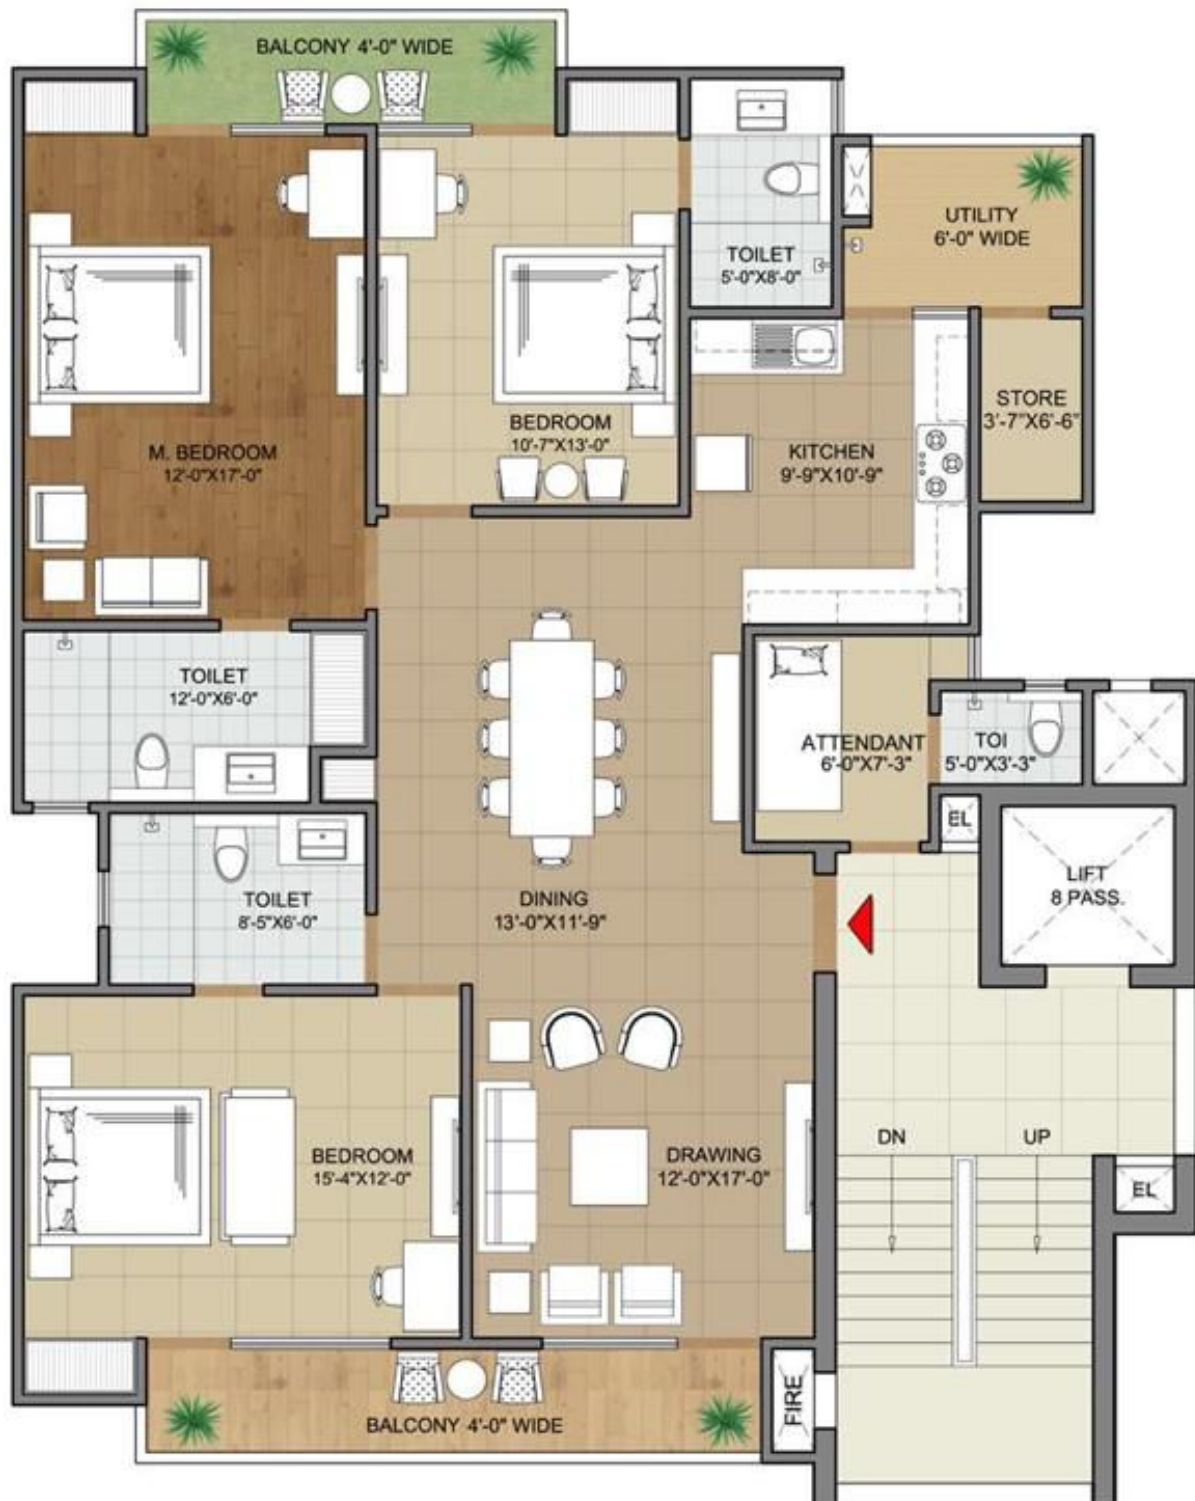 BALCONY 4'-0" WIDE
UTILITY
6'-0" WIDE
TOILET
5'-0"X8'-0"
STORE
3'-7"X6'-6"
BEDROOM
10'-7"X13'-0"
M. BEDROOM
12'-0"X17'-0"
KITCHEN
9'-9"X10'-9"
TOILET
12'-0"X6'-0"
ATTENDANT
6'-0"X7'-3"
TOI
5'-0"X3'-3"
EL
LIFT
8 PASS.
TOILET
8'-5"X6'-0"
DINING
13'-0"X11'-9"
DN
UP
BEDROOM
15'-4"X12'-0"
DRAWING
12'-0"X17'-0"
EL
FIRE
BALCONY 4'-0" WIDE